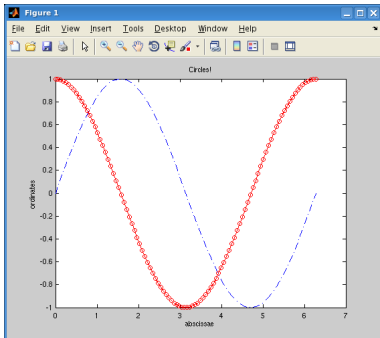 Figure 1
File Edit View Insert Tools Desktop Window Help
Circles!
1
0.8
0.6
0.4
0.2
0
-0.2
-0.4
-0.6
-0.8
-1
ordinates
0 1 2 3 4 5 6 7
abscissae